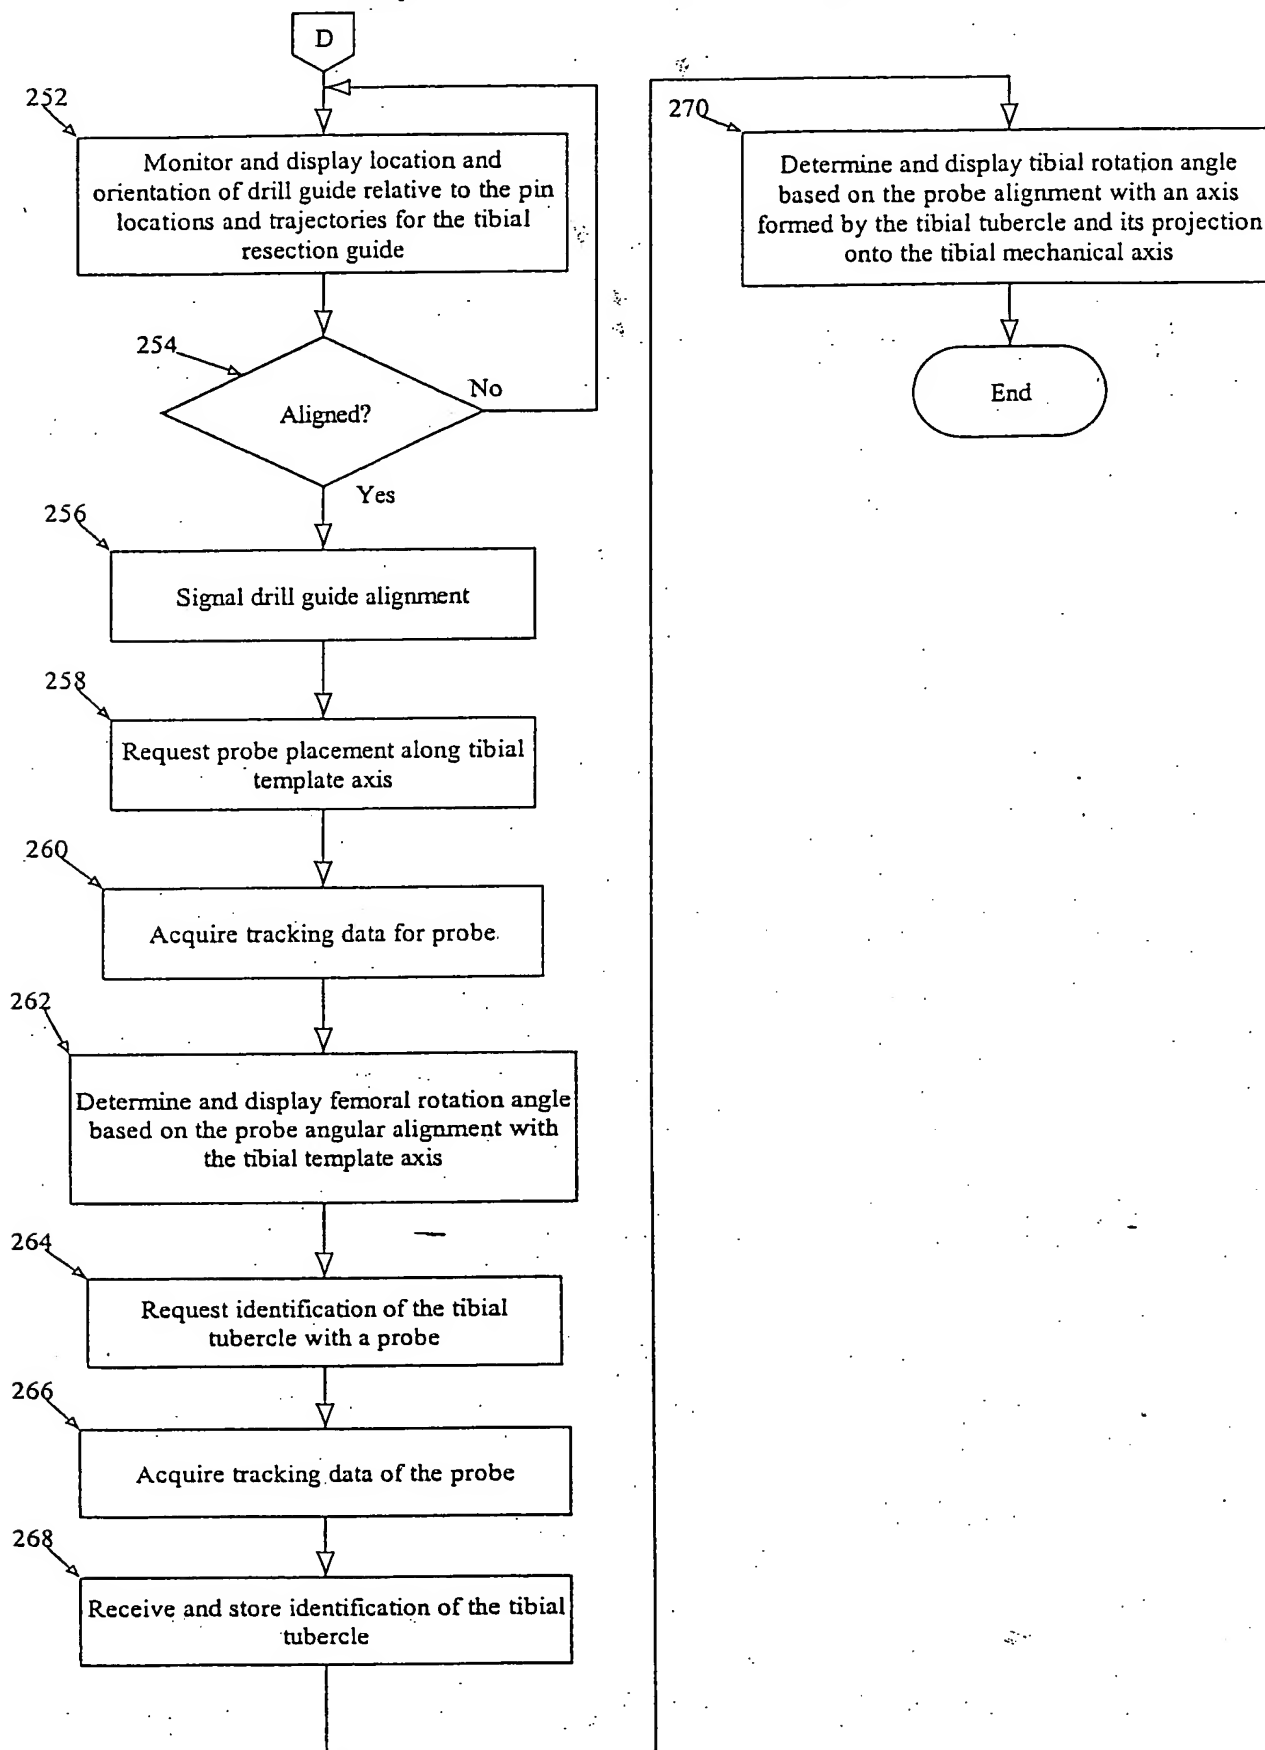 D
252
Monitor and display location and
orientation of drill guide relative to the pin
locations and trajectories for the tibial
resection guide
254
Aligned?
No
Yes
256
Signal drill guide alignment
258
Request probe placement along tibial
template axis
260
Acquire tracking data for probe
262
Determine and display femoral rotation angle
based on the probe angular alignment with
the tibial template axis
264
Request identification of the tibial
tubercle with a probe
266
Acquire tracking data of the probe
268
Receive and store identification of the tibial
tubercle
270
Determine and display tibial rotation angle
based on the probe alignment with an axis
formed by the tibial tubercle and its projection
onto the tibial mechanical axis
End